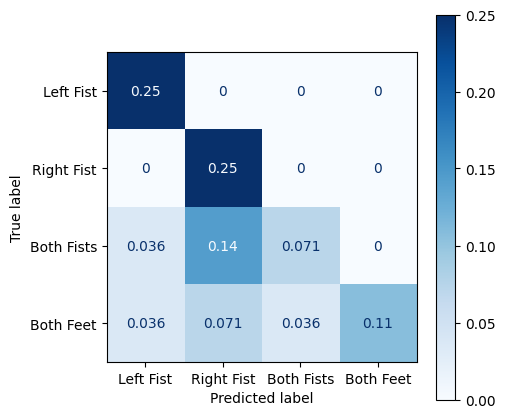 Left Fist 0.25 0 0 0
Right Fist 0 0.25 0 0
Both Fists 0.036 0.14 0.071 0
Both Feet 0.036 0.071 0.036 0.11
Left Fist Right Fist Both Fists Both Feet
Predicted label
True label
0.25
0.20
0.15
0.10
0.05
0.00